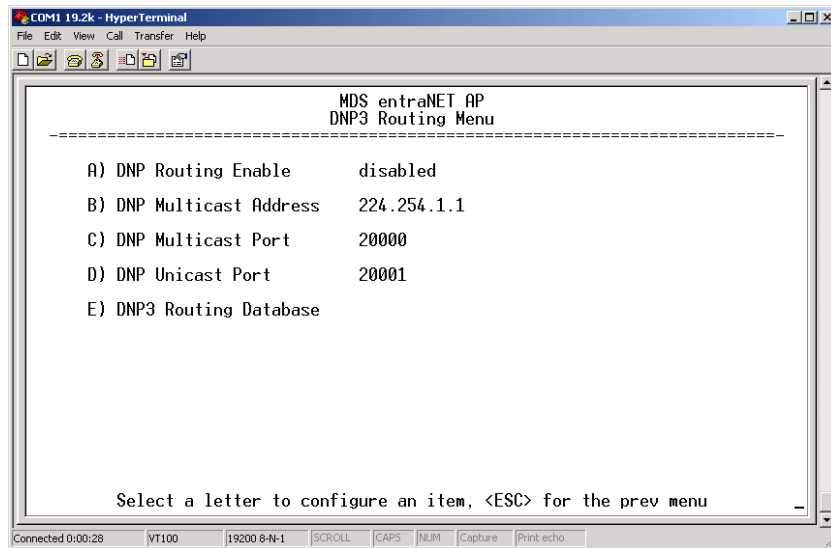 COM1 19.2k - HyperTerminal
File Edit View Call Transfer Help
MDS entraNET AP
DNP3 Routing Menu
-==========================================================================-
A) DNP Routing Enable disabled
B) DNP Multicast Address 224.254.1.1
C) DNP Multicast Port 20000
D) DNP Unicast Port 20001
E) DNP3 Routing Database
Select a letter to configure an item, <ESC> for the prev menu _
Connected 0:00:28 VT100 19200 8-N-1 SCROLL CAPS NUM Capture Print echo